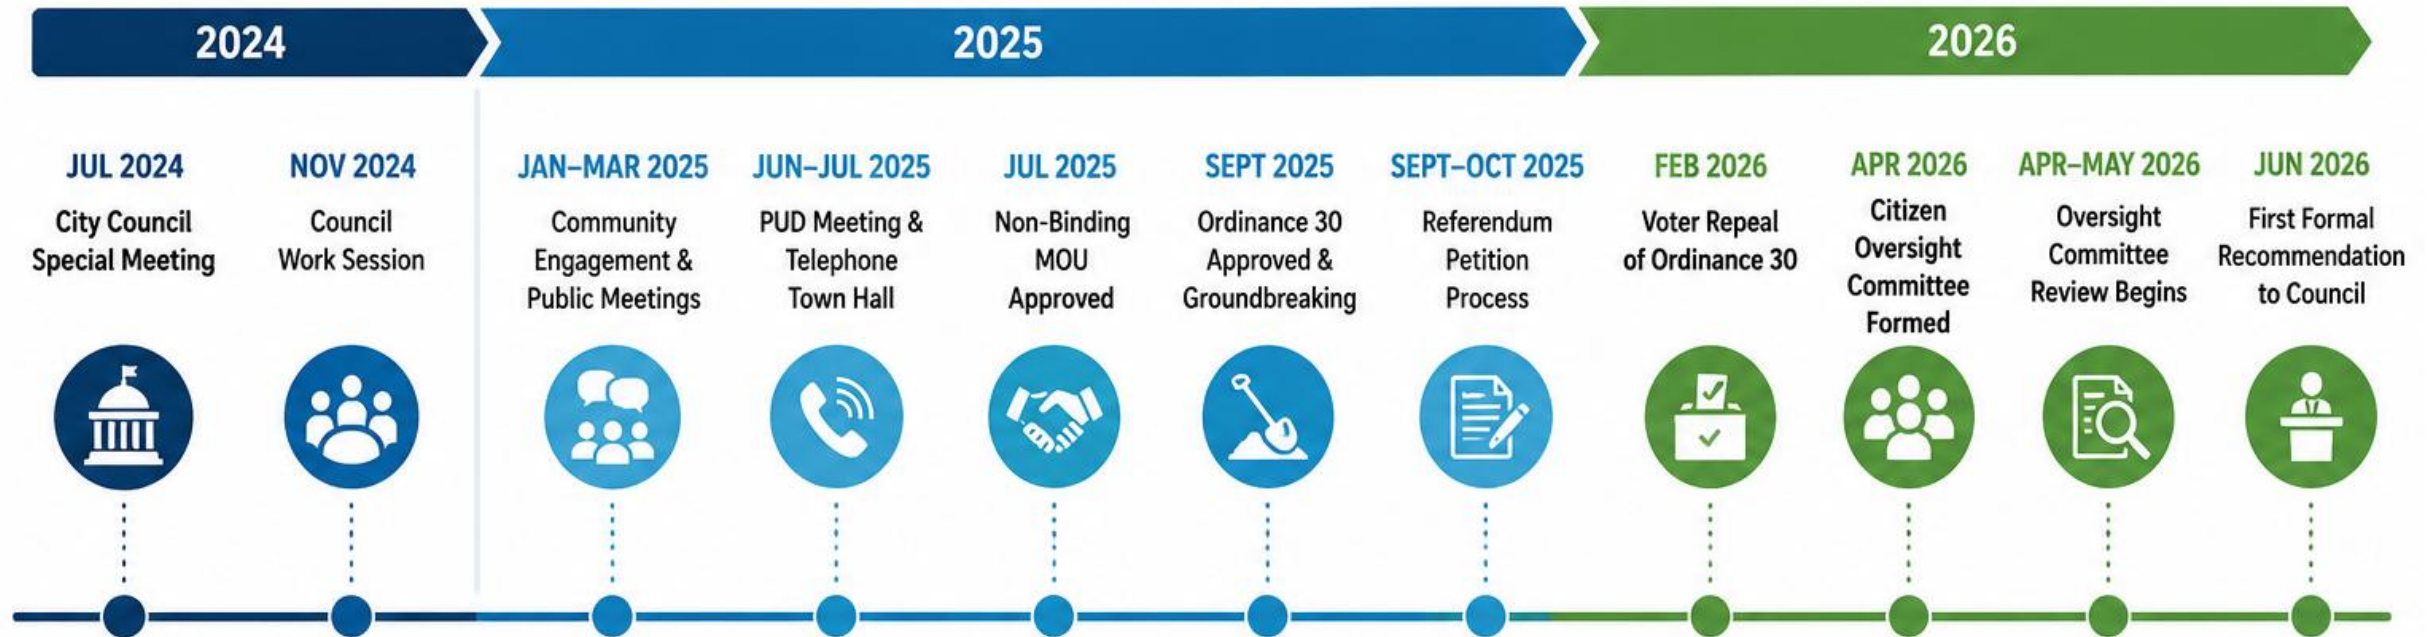 2024
2025
2026
JUL 2024
City Council
Special Meeting
NOV 2024
Council
Work Session
JAN–MAR 2025
Community
Engagement &
Public Meetings
JUN–JUL 2025
PUD Meeting &
Telephone
Town Hall
JUL 2025
Non-Binding
MOU
Approved
SEPT 2025
Ordinance 30
Approved &
Groundbreaking
SEPT–OCT 2025
Referendum
Petition
Process
FEB 2026
Voter Repeal
of Ordinance 30
APR 2026
Citizen
Oversight
Committee
Formed
APR–MAY 2026
Oversight
Committee
Review Begins
JUN 2026
First Formal
Recommendation
to Council